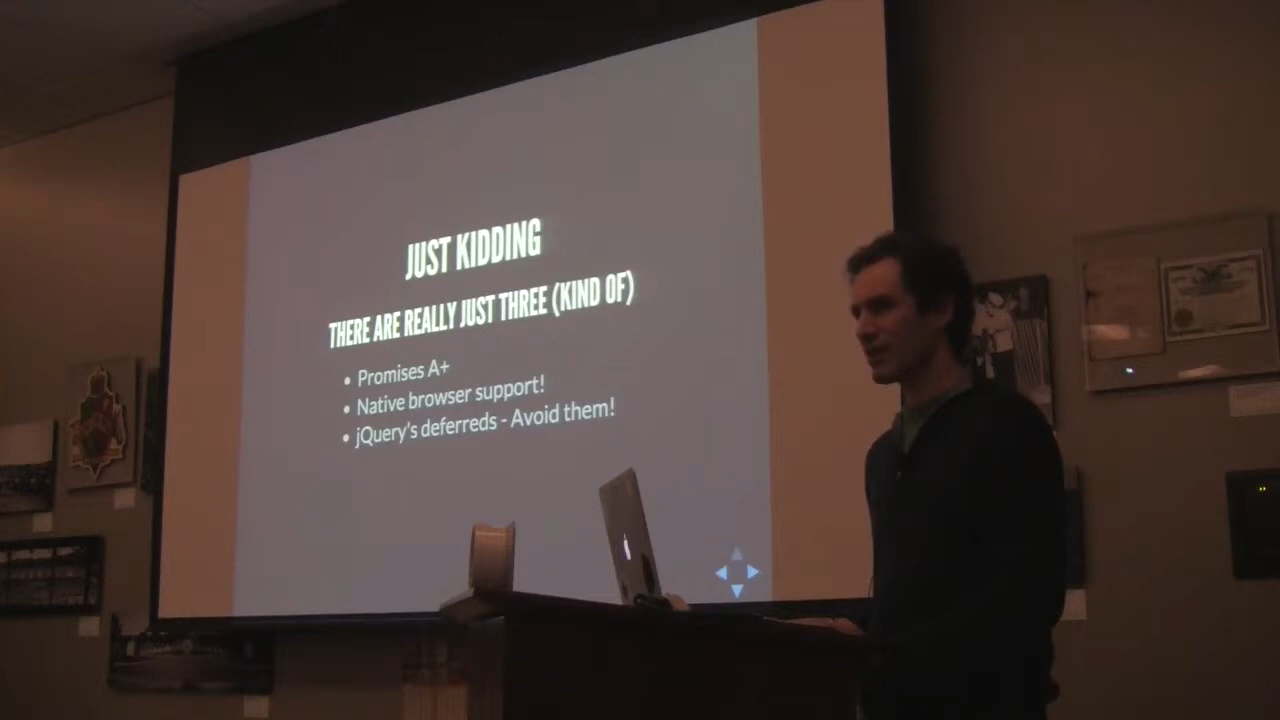 JUST KIDDING
THERE ARE REALLY JUST THREE (KIND OF)
• Promises A+
• Native browser support!
• jQuery's deferreds - Avoid them!